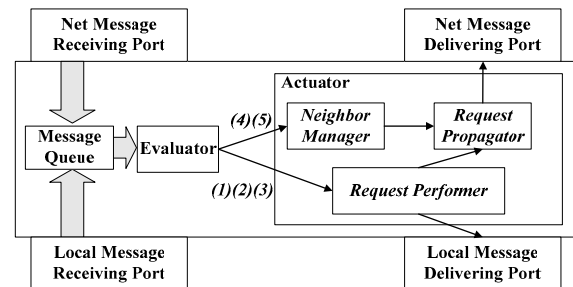 Net Message
Receiving Port
Net Message
Delivering Port
Actuator
(4)(5)
Neighbor
Manager
Request
Propagator
Message
Queue
Evaluator
(1)(2)(3)
Request Performer
Local Message
Receiving Port
Local Message
Delivering Port